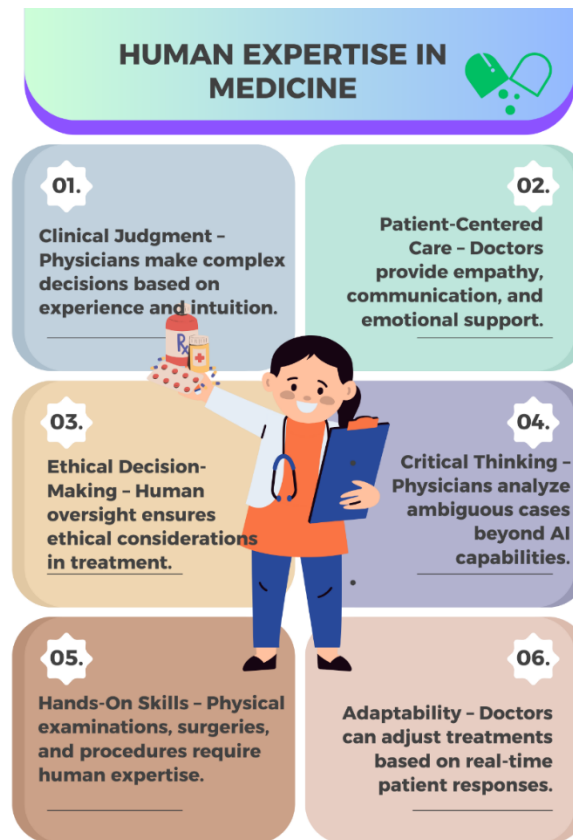 HUMAN EXPERTISE IN
MEDICINE
01.
Clinical Judgment –
Physicians make complex
decisions based on
experience and intuition.
02.
Patient-Centered
Care – Doctors
provide empathy,
communication, and
emotional support.
Rx
03.
Ethical Decision-
Making – Human
oversight ensures
ethical considerations
in treatment.
04.
Critical Thinking –
Physicians analyze
ambiguous cases
beyond AI
capabilities.
05.
Hands-On Skills – Physical
examinations, surgeries,
and procedures require
human expertise.
06.
Adaptability – Doctors
can adjust treatments
based on real-time
patient responses.